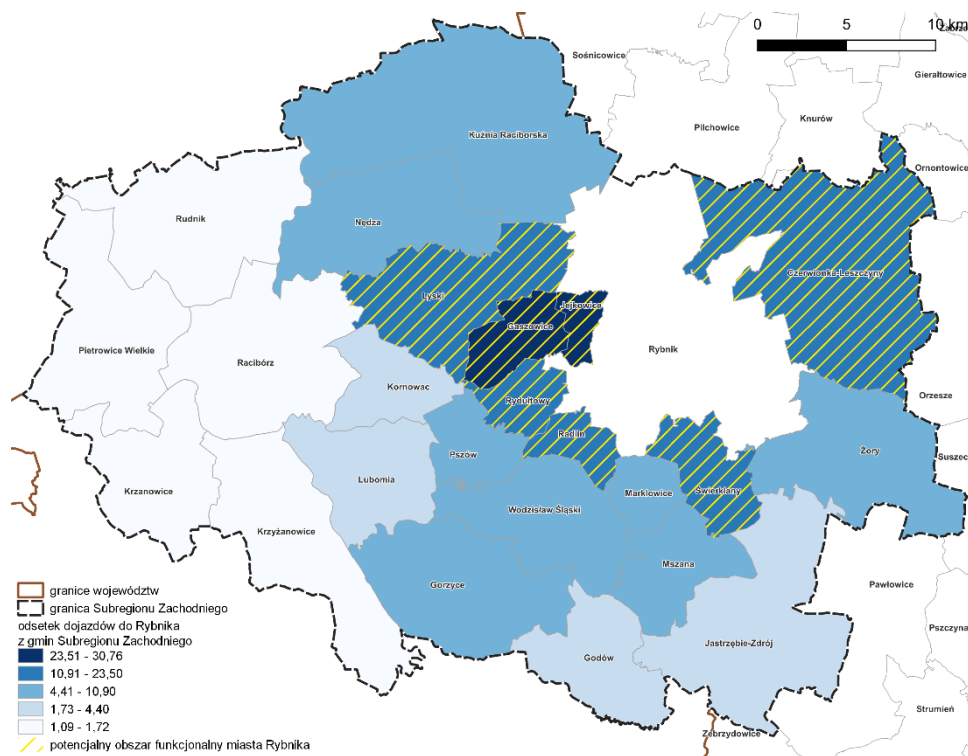 0 5 10 km
Zabrze
Sośnicowice
Gierałtowice
Pilchowice
Knurów
Kuźnia Raciborska
Ornontowice
Rudnik
Nędza
Czerwionka-Leszczyny
Lyski
Jejkowice
Gaszowice
Pietrowice Wielkie
Racibórz
Rybnik
Kornowac
Rydułtowy
Orzesze
Radlin
Pszów
Żory
Suszec
Lubomia
Krzanowice
Markłowice
Świerklany
Wodzisław Śląski
Krzyżanowice
Mszana
Gorzyce
Pawłowice
Pszczyna
Jastrzębie-Zdrój
Godów
Strumień
Zebrzydowice
granice województw
granica Subregionu Zachodniego
odsetek dojazdów do Rybnika
z gmin Subregionu Zachodniego
23,51 - 30,76
10,91 - 23,50
4,41 - 10,90
1,73 - 4,40
1,09 - 1,72
potencjalny obszar funkcjonalny miasta Rybnika